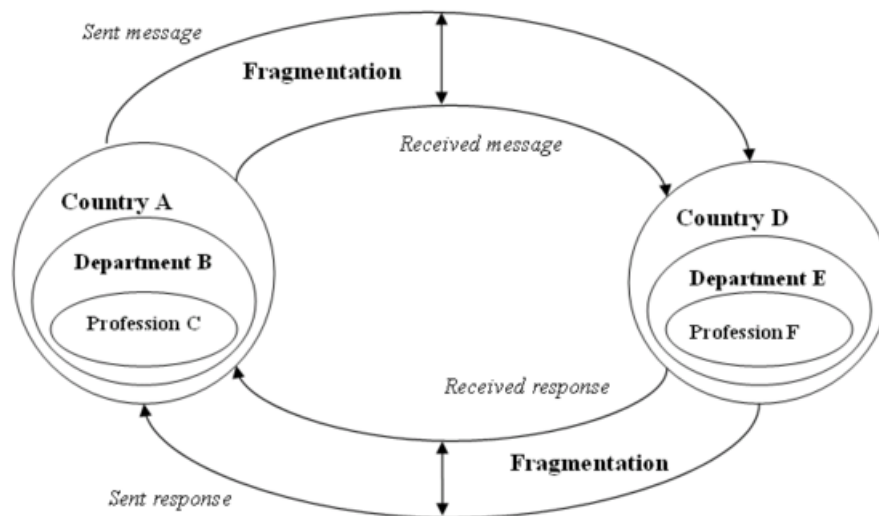 Sent message
Fragmentation
Received message
Country A
Department B
Profession C
Country D
Department E
Profession F
Received response
Fragmentation
Sent response